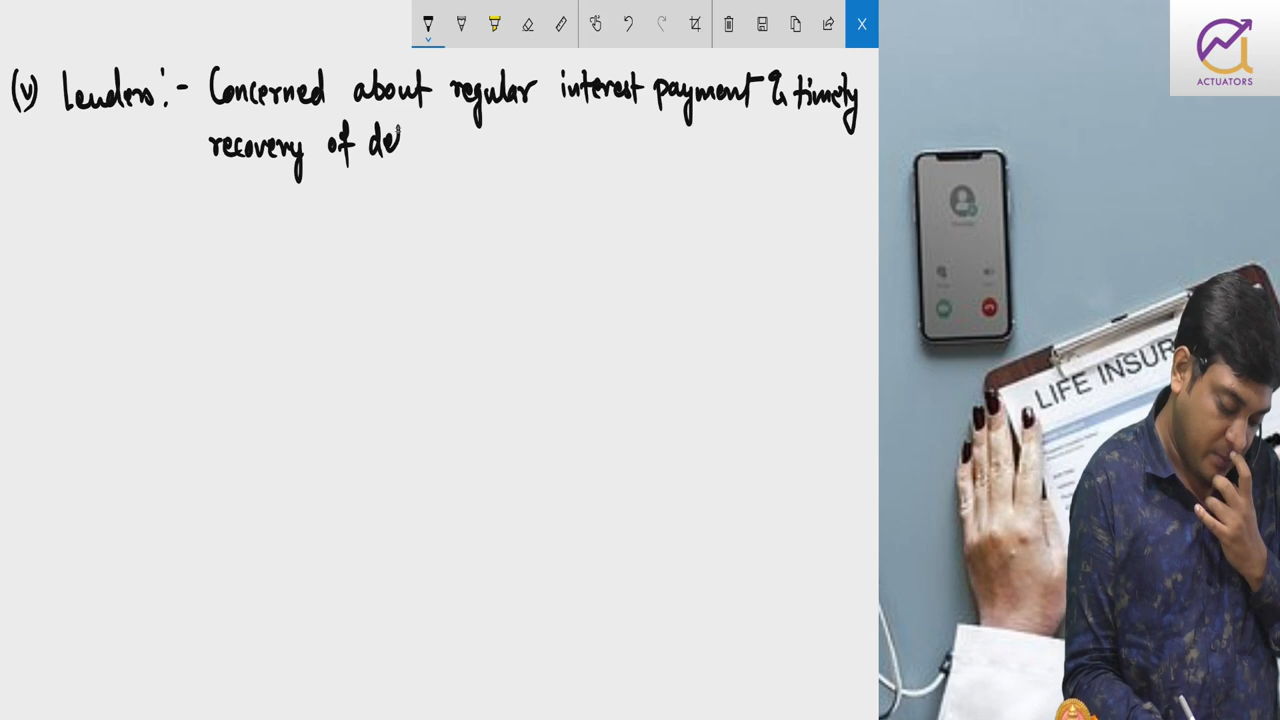 ACTUATORS
(v) Lenders:- Concerned about regular interest payment & timely
recovery of de
LIFE INSUR